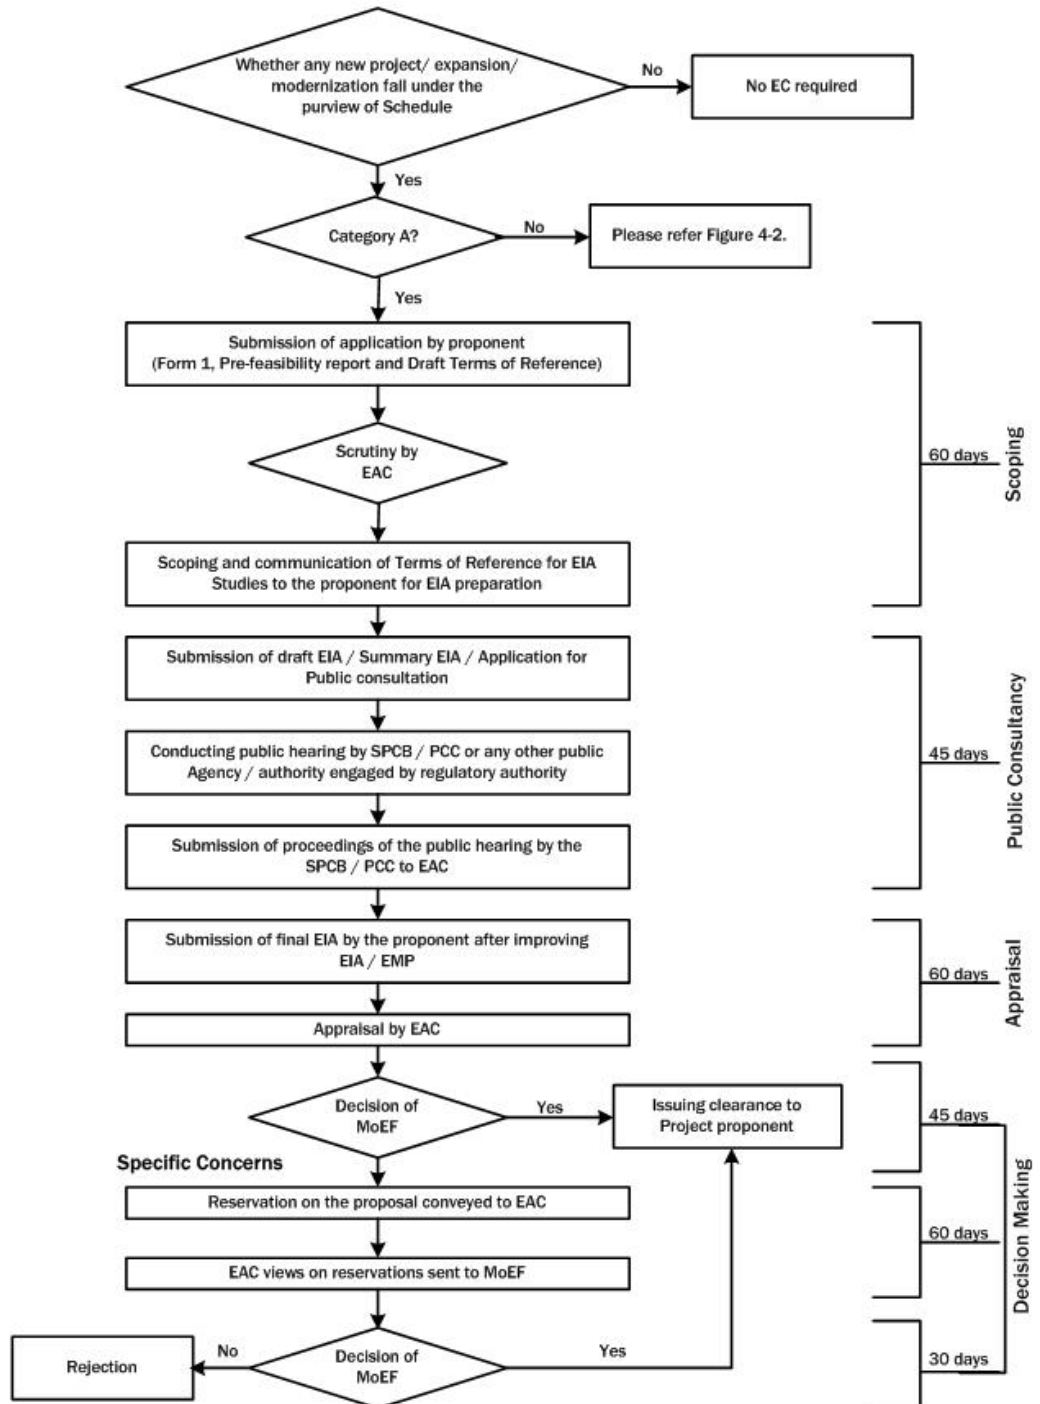 Whether any new project/ expansion/
modernization fall under the
purview of Schedule
No
No EC required
Yes
Category A?
No
Please refer Figure 4-2.
Yes
Submission of application by proponent
(Form 1, Pre-feasibility report and Draft Terms of Reference)
Scrutiny by
EAC
60 days
Scoping
Scoping and communication of Terms of Reference for EIA
Studies to the proponent for EIA preparation
Submission of draft EIA / Summary EIA / Application for
Public consultation
Conducting public hearing by SPCB / PCC or any other public
Agency / authority engaged by regulatory authority
45 days
Public Consultancy
Submission of proceedings of the public hearing by the
SPCB / PCC to EAC
Submission of final EIA by the proponent after improving
EIA / EMP
60 days
Appraisal
Appraisal by EAC
Decision of
MoEF
Yes
Issuing clearance to
Project proponent
45 days
Specific Concerns
Reservation on the proposal conveyed to EAC
60 days
Decision Making
EAC views on reservations sent to MoEF
Decision of
MoEF
No
Rejection
Yes
30 days